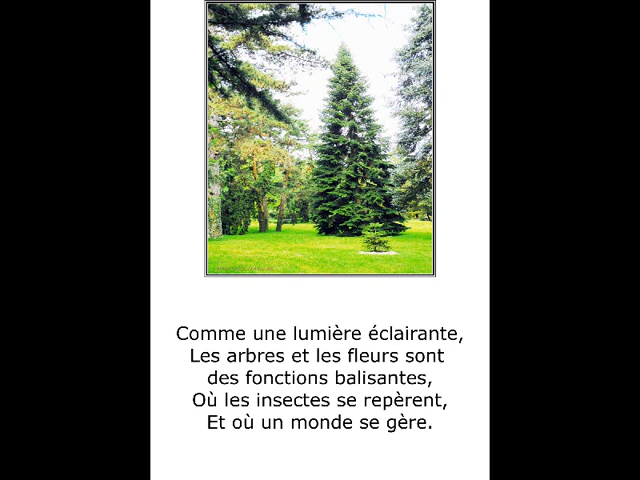 Comme une lumière éclairante,
Les arbres et les fleurs sont
des fonctions balisantes,
Où les insectes se repèrent,
Et où un monde se gère.